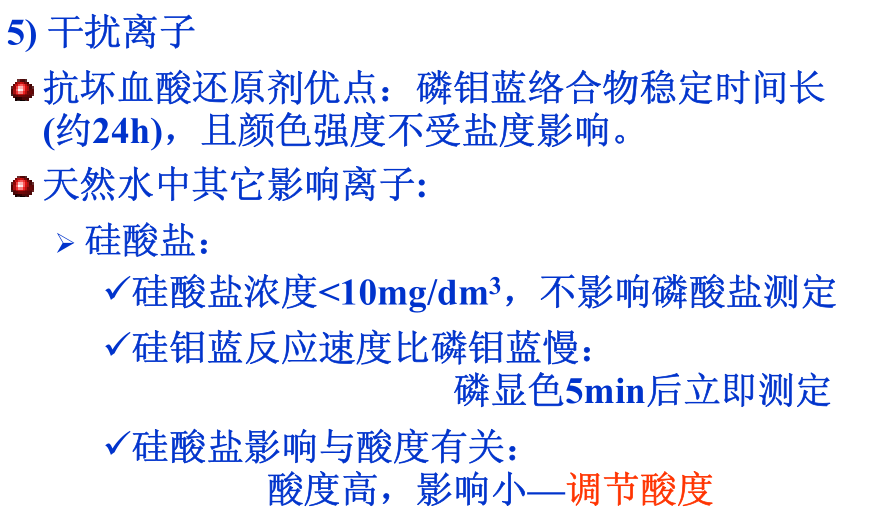 5) 干扰离子
抗坏血酸还原剂优点：磷钼蓝络合物稳定时间长
(约24h)，且颜色强度不受盐度影响。
天然水中其它影响离子:
硅酸盐：
硅酸盐浓度<10mg/dm³，不影响磷酸盐测定
硅钼蓝反应速度比磷钼蓝慢：
磷显色5min后立即测定
硅酸盐影响与酸度有关：
酸度高，影响小—调节酸度